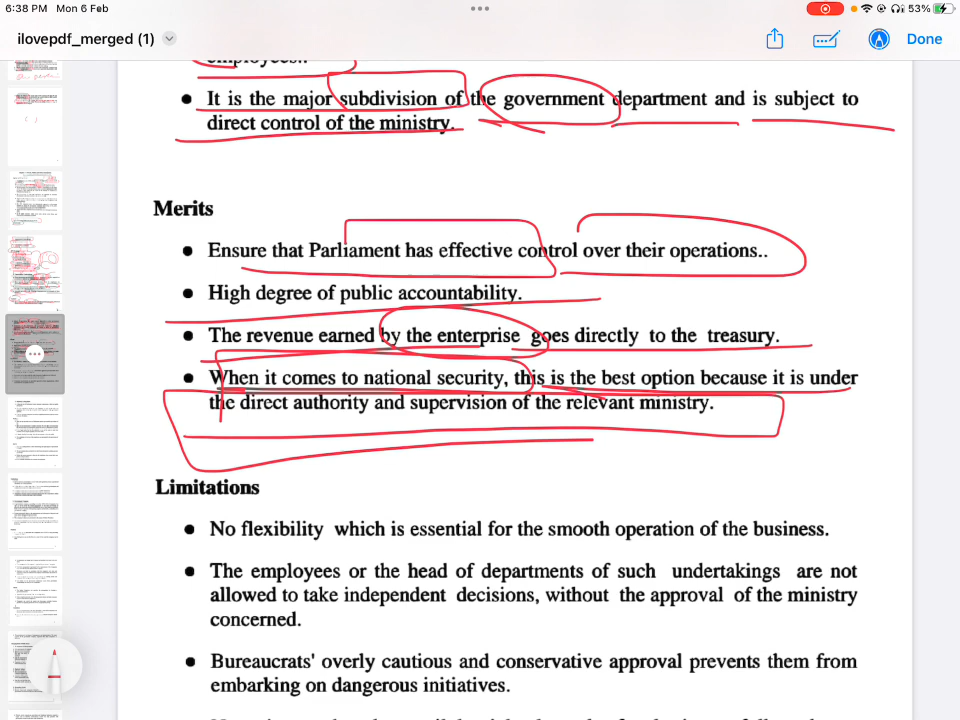 6:38 PM Mon 6 Feb
53%
ilovepdf_merged (1)
Done
employees..
It is the major subdivision of the government department and is subject to
direct control of the ministry.
Merits
Ensure that Parliament has effective control over their operations..
High degree of public accountability.
The revenue earned by the enterprise goes directly to the treasury.
When it comes to national security, this is the best option because it is under
the direct authority and supervision of the relevant ministry.
Limitations
No flexibility which is essential for the smooth operation of the business.
The employees or the head of departments of such undertakings are not
allowed to take independent decisions, without the approval of the ministry
concerned.
Bureaucrats' overly cautious and conservative approval prevents them from
embarking on dangerous initiatives.